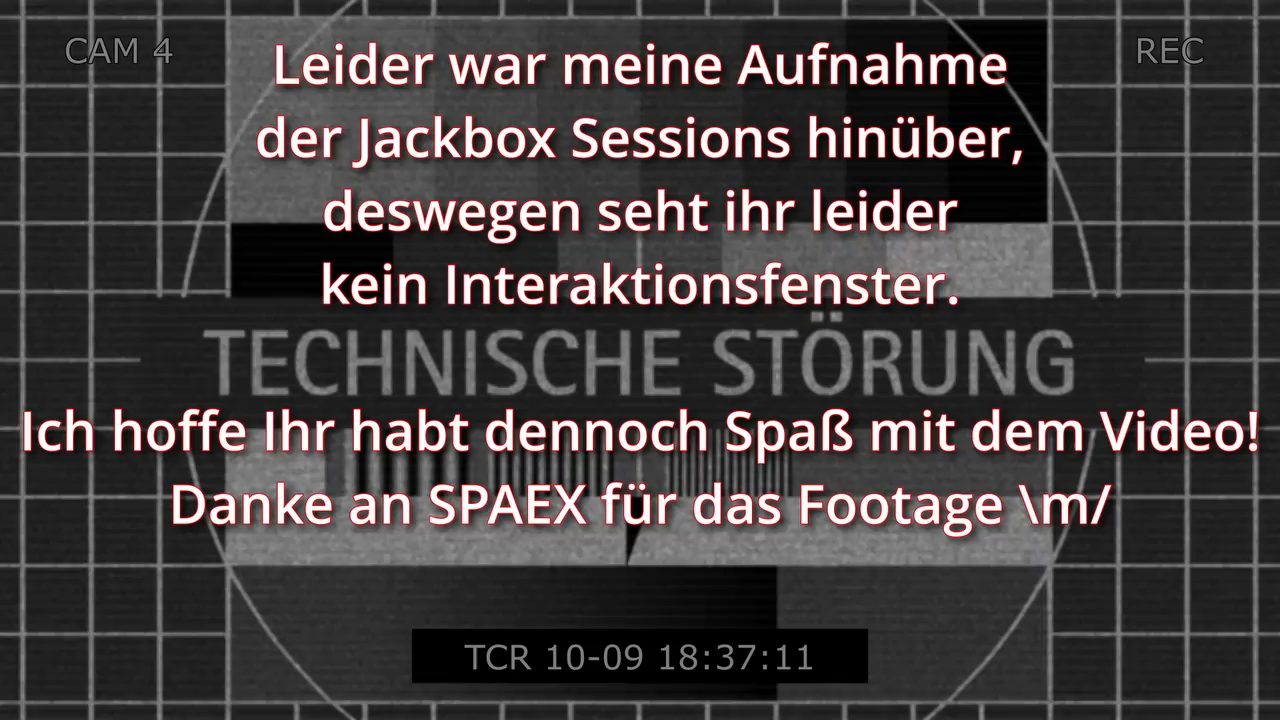 CAM 4
REC
Leider war meine Aufnahme
der Jackbox Sessions hinüber,
deswegen seht ihr leider
kein Interaktionsfenster.
TECHNISCHE STÖRUNG
Ich hoffe Ihr habt dennoch Spaß mit dem Video!
Danke an SPAEX für das Footage \m/
TCR 10-09 18:37:11